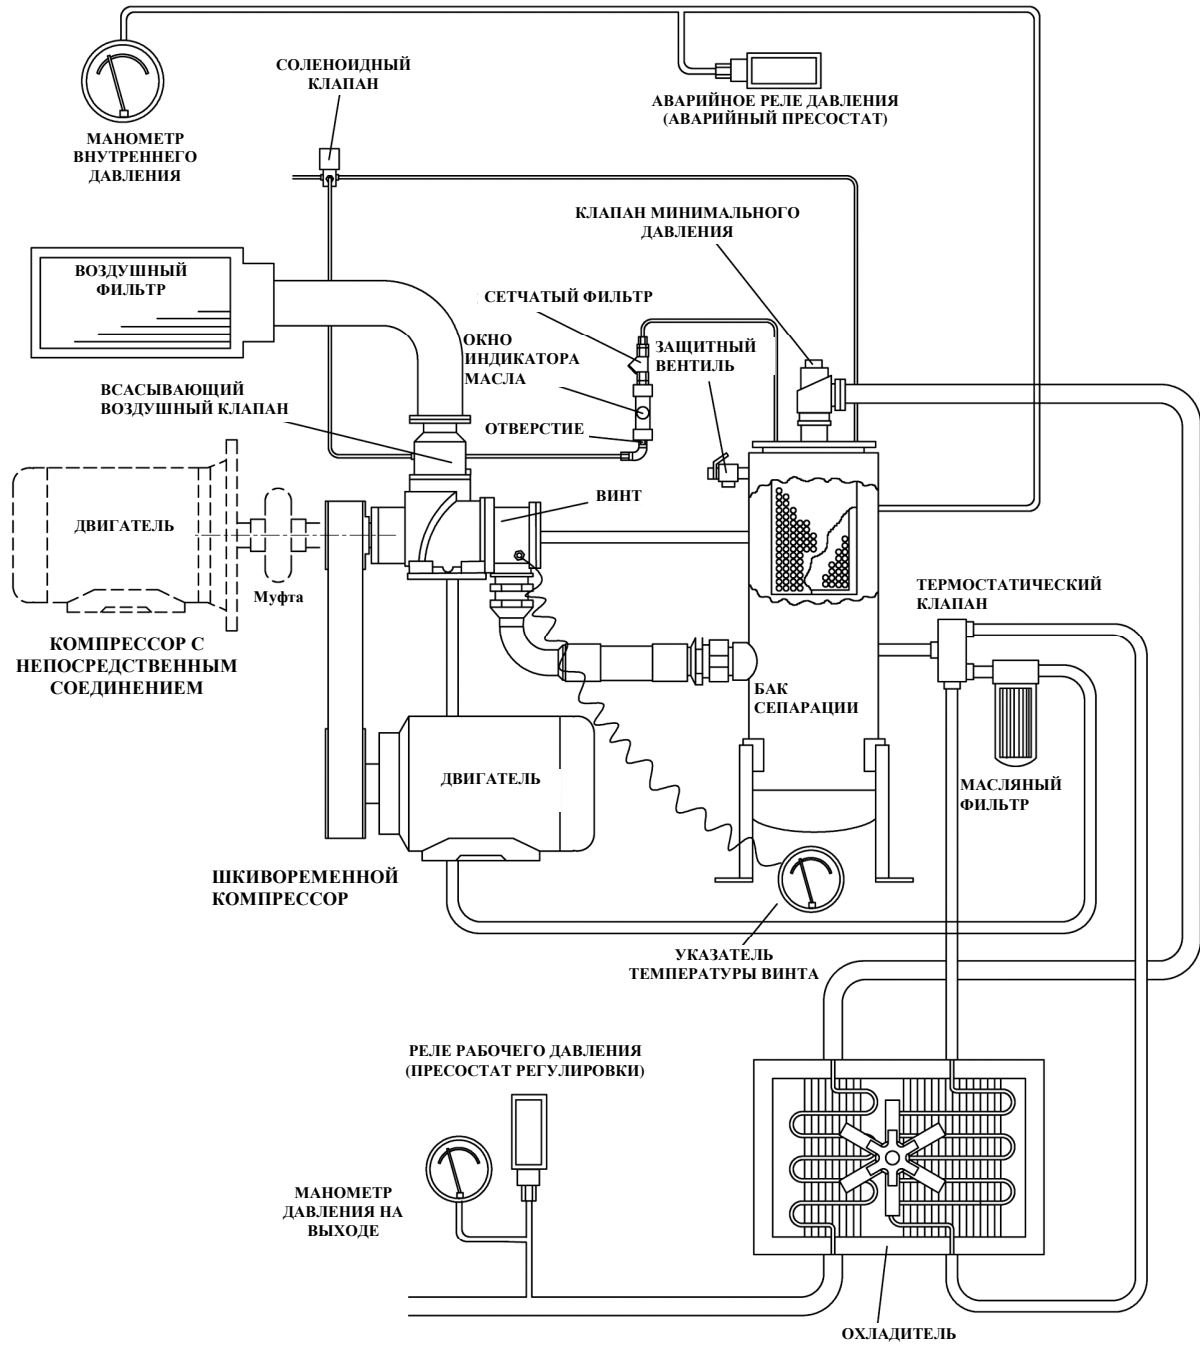 СОЛЕНОИДНЫЙ
КЛАПАН
АВАРИЙНОЕ РЕЛЕ ДАВЛЕНИЯ
(АВАРИЙНЫЙ ПРЕСОСТАТ)
МАНОМЕТР
ВНУТРЕННЕГО
ДАВЛЕНИЯ
КЛАПАН МИНИМАЛЬНОГО
ДАВЛЕНИЯ
ВОЗДУШНЫЙ
ФИЛЬТР
СЕТЧАТЫЙ ФИЛЬТР
ОКНО
ИНДИКАТОРА
МАСЛА
ЗАЩИТНЫЙ
ВЕНТИЛЬ
ВСАСЫВАЮЩИЙ
ВОЗДУШНЫЙ КЛАПАН
ОТВЕРСТИЕ
ВИНТ
ДВИГАТЕЛЬ
Муфта
ТЕРМОСТАТИЧЕСКИЙ
КЛАПАН
КОМПРЕССОР С
НЕПОСРЕДСТВЕННЫМ
СОЕДИНЕНИЕМ
БАК
СЕПАРАЦИИ
ДВИГАТЕЛЬ
МАСЛЯНЫЙ
ФИЛЬТР
ШКИВОРЕМЕННОЙ
КОМПРЕССОР
УКАЗАТЕЛЬ
ТЕМПЕРАТУРЫ ВИНТА
РЕЛЕ РАБОЧЕГО ДАВЛЕНИЯ
(ПРЕСОСТАТ РЕГУЛИРОВКИ)
МАНОМЕТР
ДАВЛЕНИЯ НА
ВЫХОДЕ
ОХЛАДИТЕЛЬ